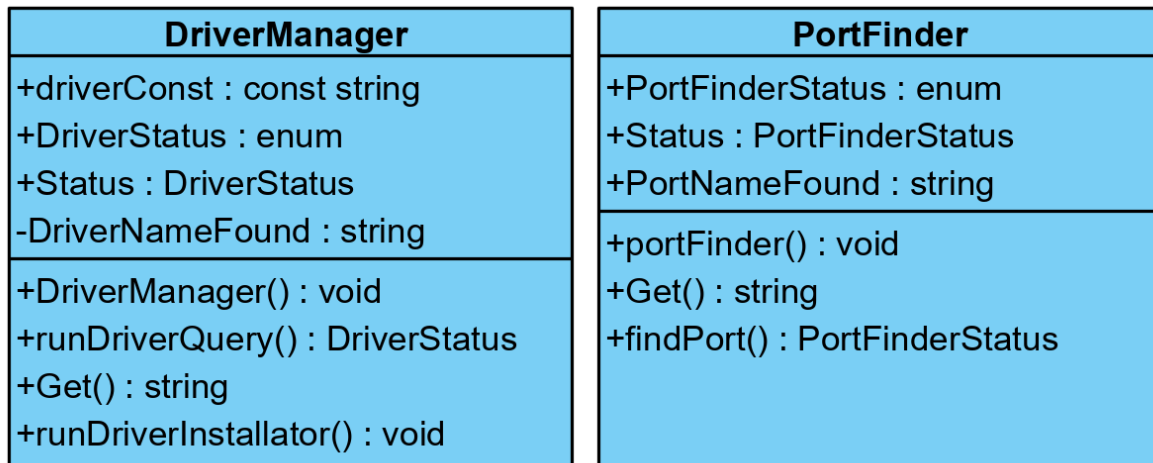 DriverManager
+driverConst : const string
+DriverStatus : enum
+Status : DriverStatus
-DriverNameFound : string
+DriverManager() : void
+runDriverQuery() : DriverStatus
+Get() : string
+runDriverInstallator() : void
PortFinder
+PortFinderStatus : enum
+Status : PortFinderStatus
+PortNameFound : string
+portFinder() : void
+Get() : string
+findPort() : PortFinderStatus